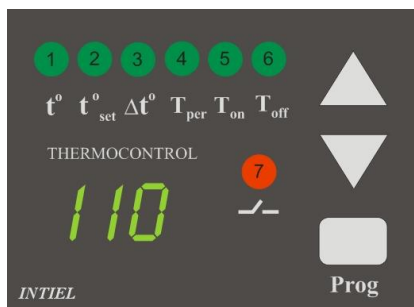 1 2 3 4 5 6
t° t°set Δt° Tper Ton Toff
THERMOCONTROL
7
110
INTIEL
Prog